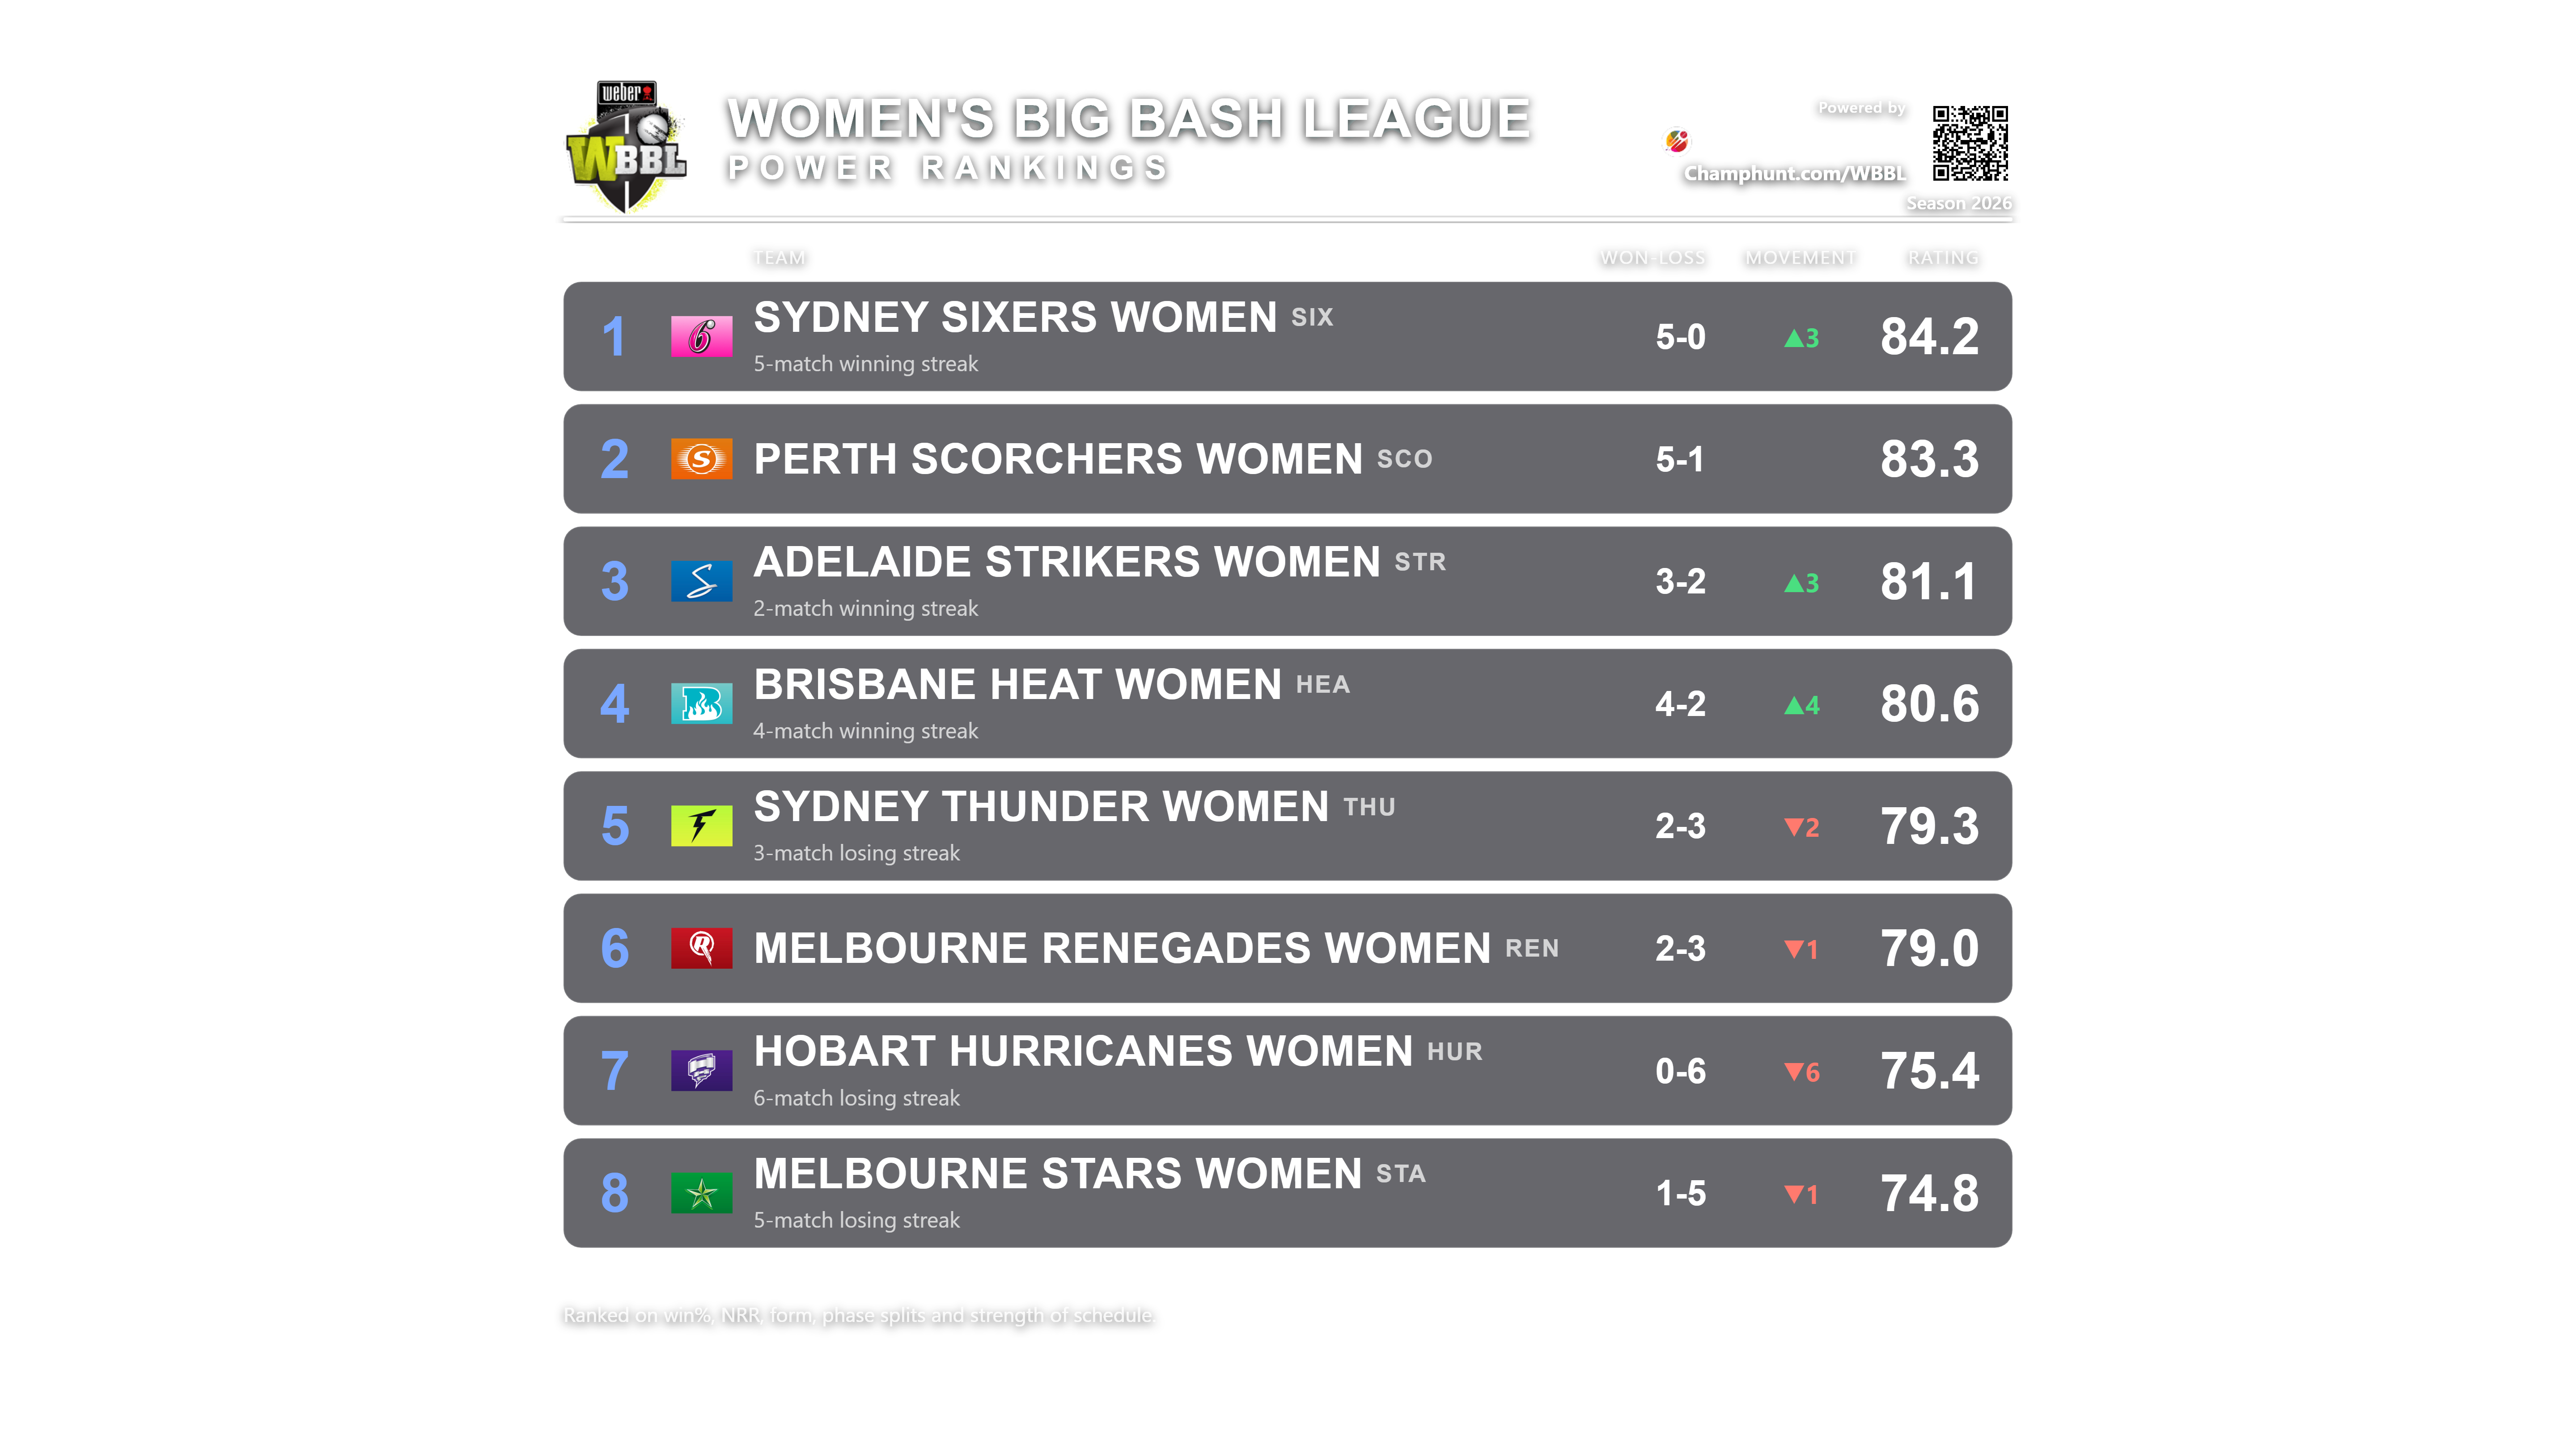 weber
WBBL
WOMEN'S BIG BASH LEAGUE
POWER RANKINGS
Powered by
Champhunt.com/WBBL
Season 2026
TEAM WON-LOSS MOVEMENT RATING
1 6 SYDNEY SIXERS WOMEN SIX 5-0 ▲3 84.2
5-match winning streak
2 S PERTH SCORCHERS WOMEN SCO 5-1 83.3
3 S ADELAIDE STRIKERS WOMEN STR 3-2 ▲3 81.1
2-match winning streak
4 B BRISBANE HEAT WOMEN HEA 4-2 ▲4 80.6
4-match winning streak
5 SYDNEY THUNDER WOMEN THU 2-3 ▼2 79.3
3-match losing streak
6 R MELBOURNE RENEGADES WOMEN REN 2-3 ▼1 79.0
7 HOBART HURRICANES WOMEN HUR 0-6 ▼6 75.4
6-match losing streak
8 MELBOURNE STARS WOMEN STA 1-5 ▼1 74.8
5-match losing streak
Ranked on win%, NRR, form, phase splits and strength of schedule.